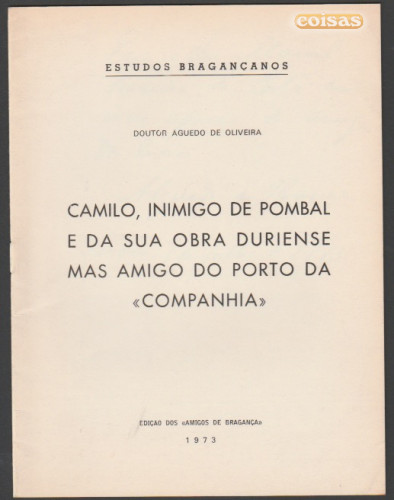 coisas
ESTUDOS BRAGANÇANOS
DOUTOR AGUEDO DE OLIVEIRA
CAMILO, INIMIGO DE POMBAL
E DA SUA OBRA DURIENSE
MAS AMIGO DO PORTO DA
«COMPANHIA»
EDIÇAO DOS «AMIGOS DE BRAGANÇA»
1973